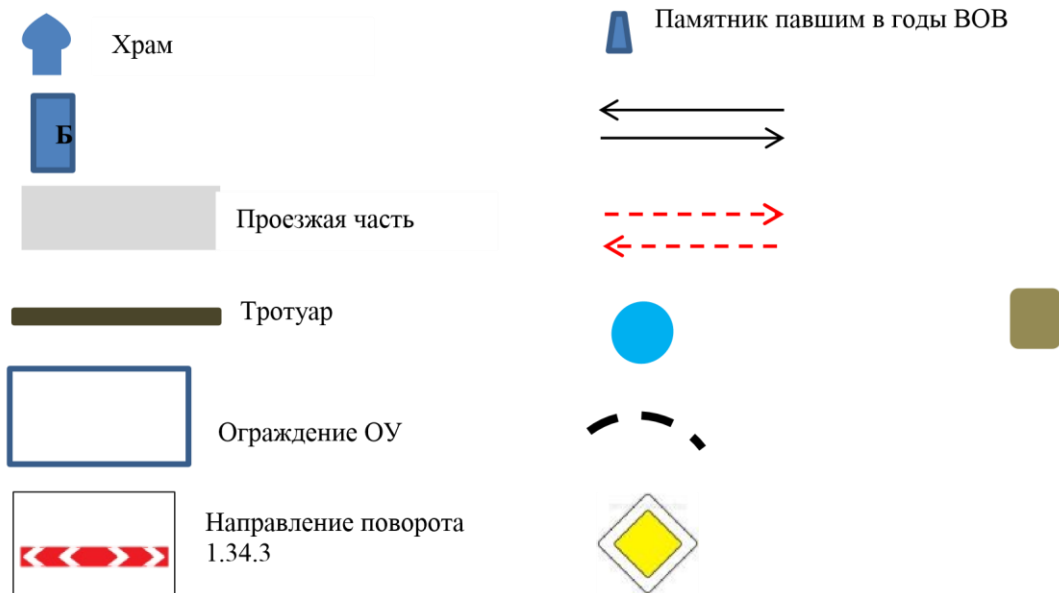 Храм
Памятник павшим в годы ВОВ
Б
Проезжая часть
Тротуар
Ограждение ОУ
Направление поворота
1.34.3